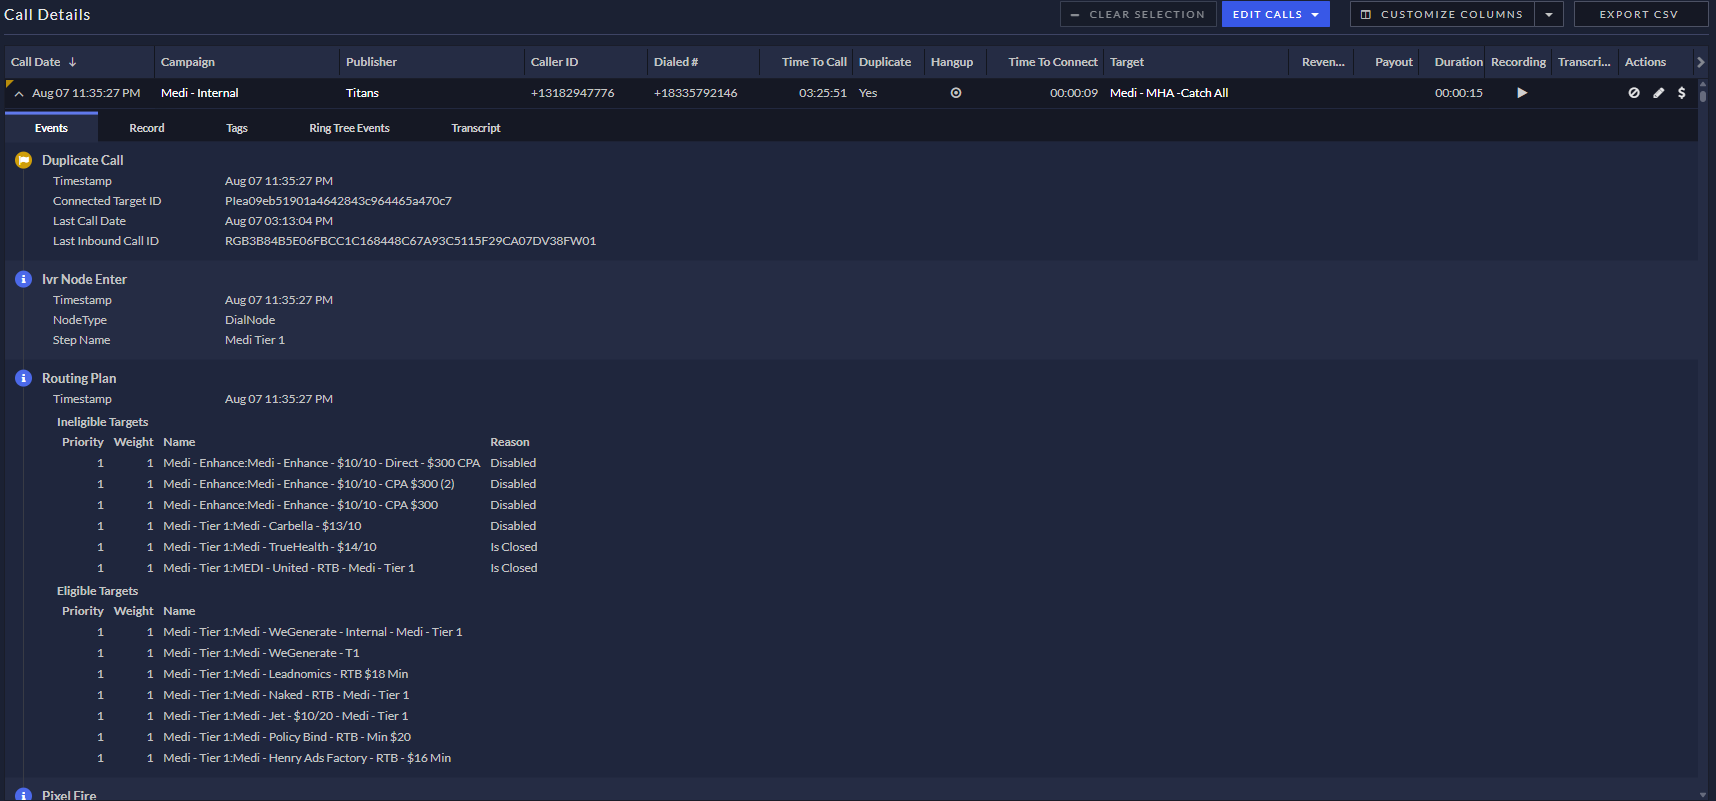 Call Details
CLEAR SELECTION EDIT CALLS CUSTOMIZE COLUMNS EXPORT CSV
Call Date ↓ Campaign Publisher Caller ID Dialed # Time To Call Duplicate Hangup Time To Connect Target Reven... Payout Duration Recording Transcri... Actions
Aug 07 11:35:27 PM Medi - Internal Titans +13182947776 +18335792146 03:25:51 Yes 00:00:09 Medi - MHA -Catch All 00:00:15 $
Events Record Tags Ring Tree Events Transcript
Duplicate Call
Timestamp Aug 07 11:35:27 PM
Connected Target ID PIea09eb51901a4642843c964465a470c7
Last Call Date Aug 07 03:13:04 PM
Last Inbound Call ID RGB3B84B5E06FBCC1C168448C67A93C5115F29CA07DV38FW01
Ivr Node Enter
Timestamp Aug 07 11:35:27 PM
NodeType DialNode
Step Name Medi Tier 1
Routing Plan
Timestamp Aug 07 11:35:27 PM
Ineligible Targets
Priority Weight Name Reason
1 1 Medi - Enhance:Medi - Enhance - $10/10 - Direct - $300 CPA Disabled
1 1 Medi - Enhance:Medi - Enhance - $10/10 - CPA $300 (2) Disabled
1 1 Medi - Enhance:Medi - Enhance - $10/10 - CPA $300 Disabled
1 1 Medi - Tier 1:Medi - Carbella - $13/10 Disabled
1 1 Medi - Tier 1:Medi - TrueHealth - $14/10 Is Closed
1 1 Medi - Tier 1:MEDI - United - RTB - Medi - Tier 1 Is Closed
Eligible Targets
Priority Weight Name
1 1 Medi - Tier 1:Medi - WeGenerate - Internal - Medi - Tier 1
1 1 Medi - Tier 1:Medi - WeGenerate - T1
1 1 Medi - Tier 1:Medi - Leadnomics - RTB $18 Min
1 1 Medi - Tier 1:Medi - Naked - RTB - Medi - Tier 1
1 1 Medi - Tier 1:Medi - Jet - $10/20 - Medi - Tier 1
1 1 Medi - Tier 1:Medi - Policy Bind - RTB - Min $20
1 1 Medi - Tier 1:Medi - Henry Ads Factory - RTB - $16 Min
Pixel Fire